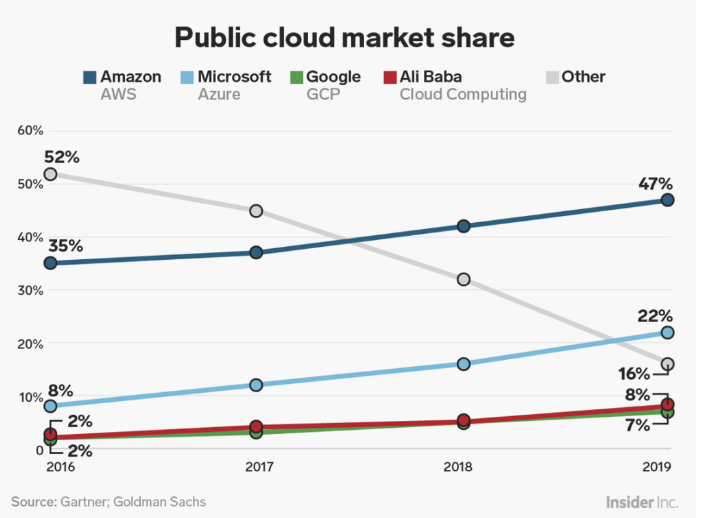 Public cloud market share
Amazon Microsoft Google Ali Baba Other
AWS Azure GCP Cloud Computing
60%
52%
50%
47%
40%
35%
30%
22%
20%
16%
10%
8%
8%
2%
7%
0
2%
2016 2017 2018 2019
Source: Gartner; Goldman Sachs
Insider Inc.